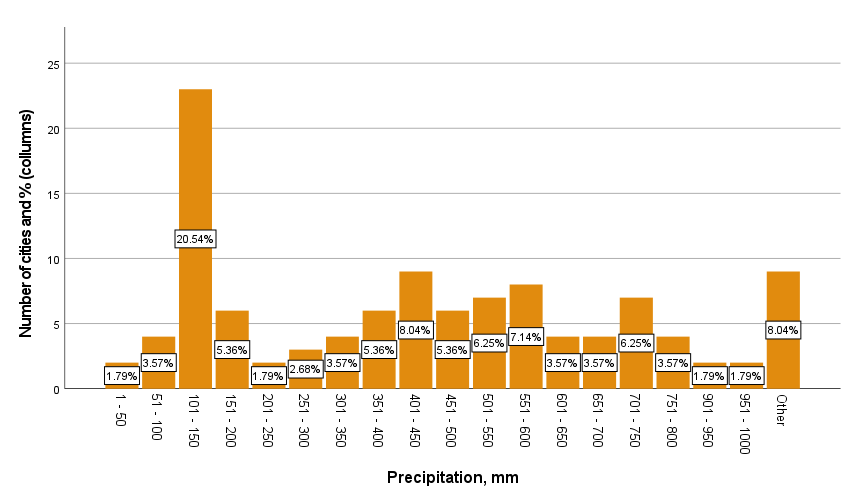 Number of cities and % (collumns)
25
20
15
10
5
0
1.79%
3.57%
20.54%
5.36%
1.79%
2.68%
3.57%
5.36%
8.04%
5.36%
6.25%
7.14%
3.57%
3.57%
6.25%
3.57%
1.79%
1.79%
8.04%
1 - 50
51 - 100
101 - 150
151 - 200
201 - 250
251 - 300
301 - 350
351 - 400
401 - 450
451 - 500
501 - 550
551 - 600
601 - 650
651 - 700
701 - 750
751 - 800
901 - 950
951 - 1000
Other
Precipitation, mm